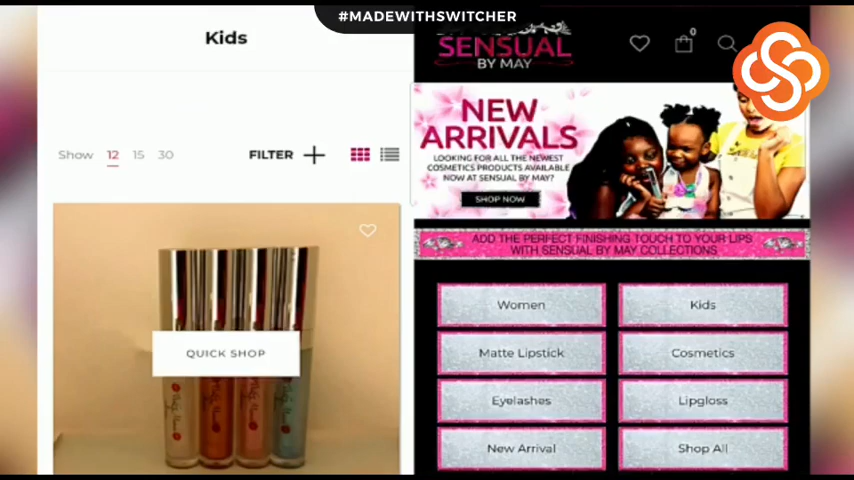 #MADEWITHSWITCHER
Kids
Show 12 15 30
FILTER
QUICK SHOP
SENSUAL
BY MAY
0
NEW
ARRIVALS
LOOKING FOR ALL THE NEWEST
COSMETICS PRODUCTS AVAILABLE
NOW AT SENSUAL BY MAY?
SHOP NOW
ADD THE PERFECT FINISHING TOUCH TO YOUR LIPS
WITH SENSUAL BY MAY COLLECTIONS
Women
Kids
Matte Lipstick
Cosmetics
Eyelashes
Lipgloss
New Arrival
Shop All